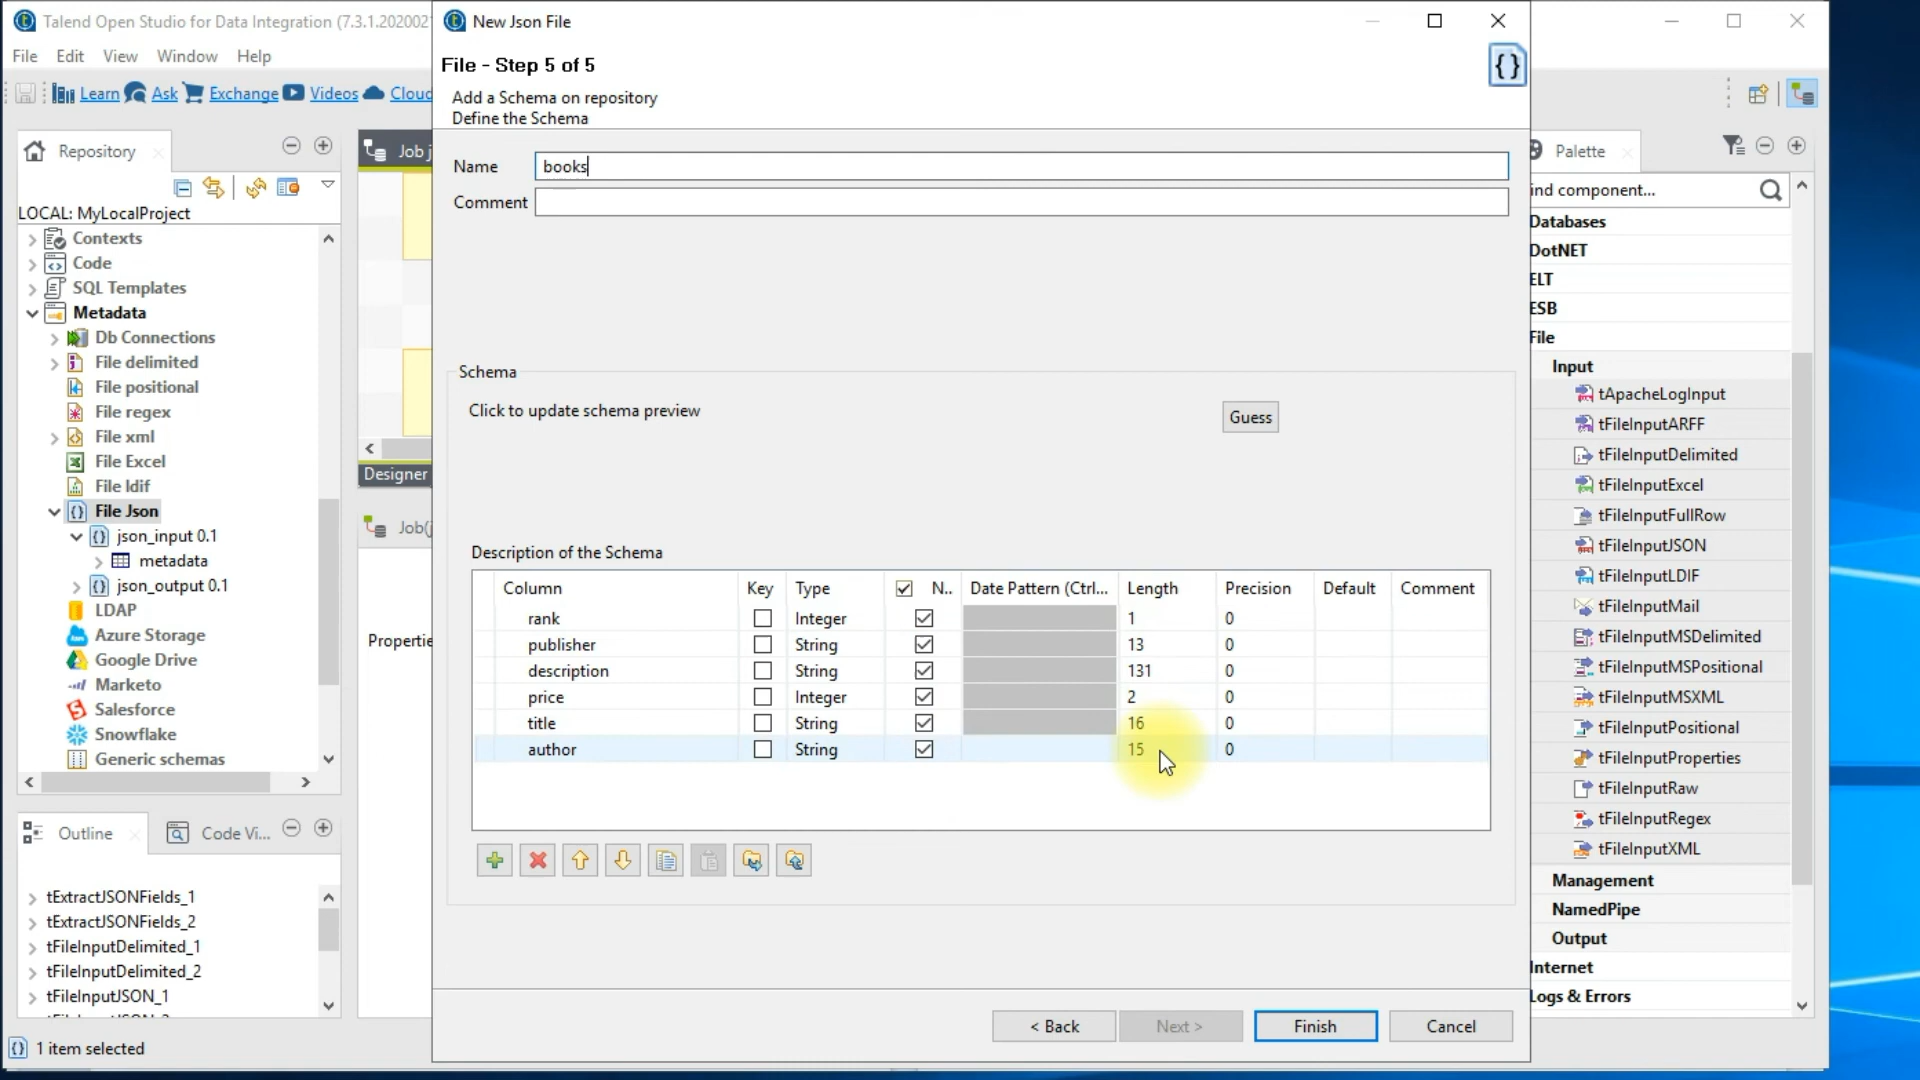 Talend Open Studio for Data Integration (7.3.1.202002
File Edit View Window Help
Learn Ask Exchange Videos Cloud
Repository
LOCAL: MyLocalProject
Contexts
Code
SQL Templates
Metadata
Db Connections
File delimited
File positional
File regex
File xml
File Excel
File ldif
File Json
json_input 0.1
metadata
json_output 0.1
LDAP
Azure Storage
Google Drive
Marketo
Salesforce
Snowflake
Generic schemas
Outline
Code Vi...
tExtractJSONFields_1
tExtractJSONFields_2
tFileInputDelimited_1
tFileInputDelimited_2
tFileInputJSON_1
1 item selected
Job j
Designer
Job(j
Propertie
New Json File
File - Step 5 of 5
Add a Schema on repository
Define the Schema
Name books
Comment
Schema
Click to update schema preview
Guess
Description of the Schema
Column Key Type N.. Date Pattern (Ctrl... Length Precision Default Comment
rank Integer 1 0
publisher String 13 0
description String 131 0
price Integer 2 0
title String 16 0
author String 15 0
< Back Next > Finish Cancel
Palette
ind component...
Databases
DotNET
ELT
ESB
File
Input
tApacheLogInput
tFileInputARFF
tFileInputDelimited
tFileInputExcel
tFileInputFullRow
tFileInputJSON
tFileInputLDIF
tFileInputMail
tFileInputMSDelimited
tFileInputMSPositional
tFileInputMSXML
tFileInputPositional
tFileInputProperties
tFileInputRaw
tFileInputRegex
tFileInputXML
Management
NamedPipe
Output
Internet
Logs & Errors